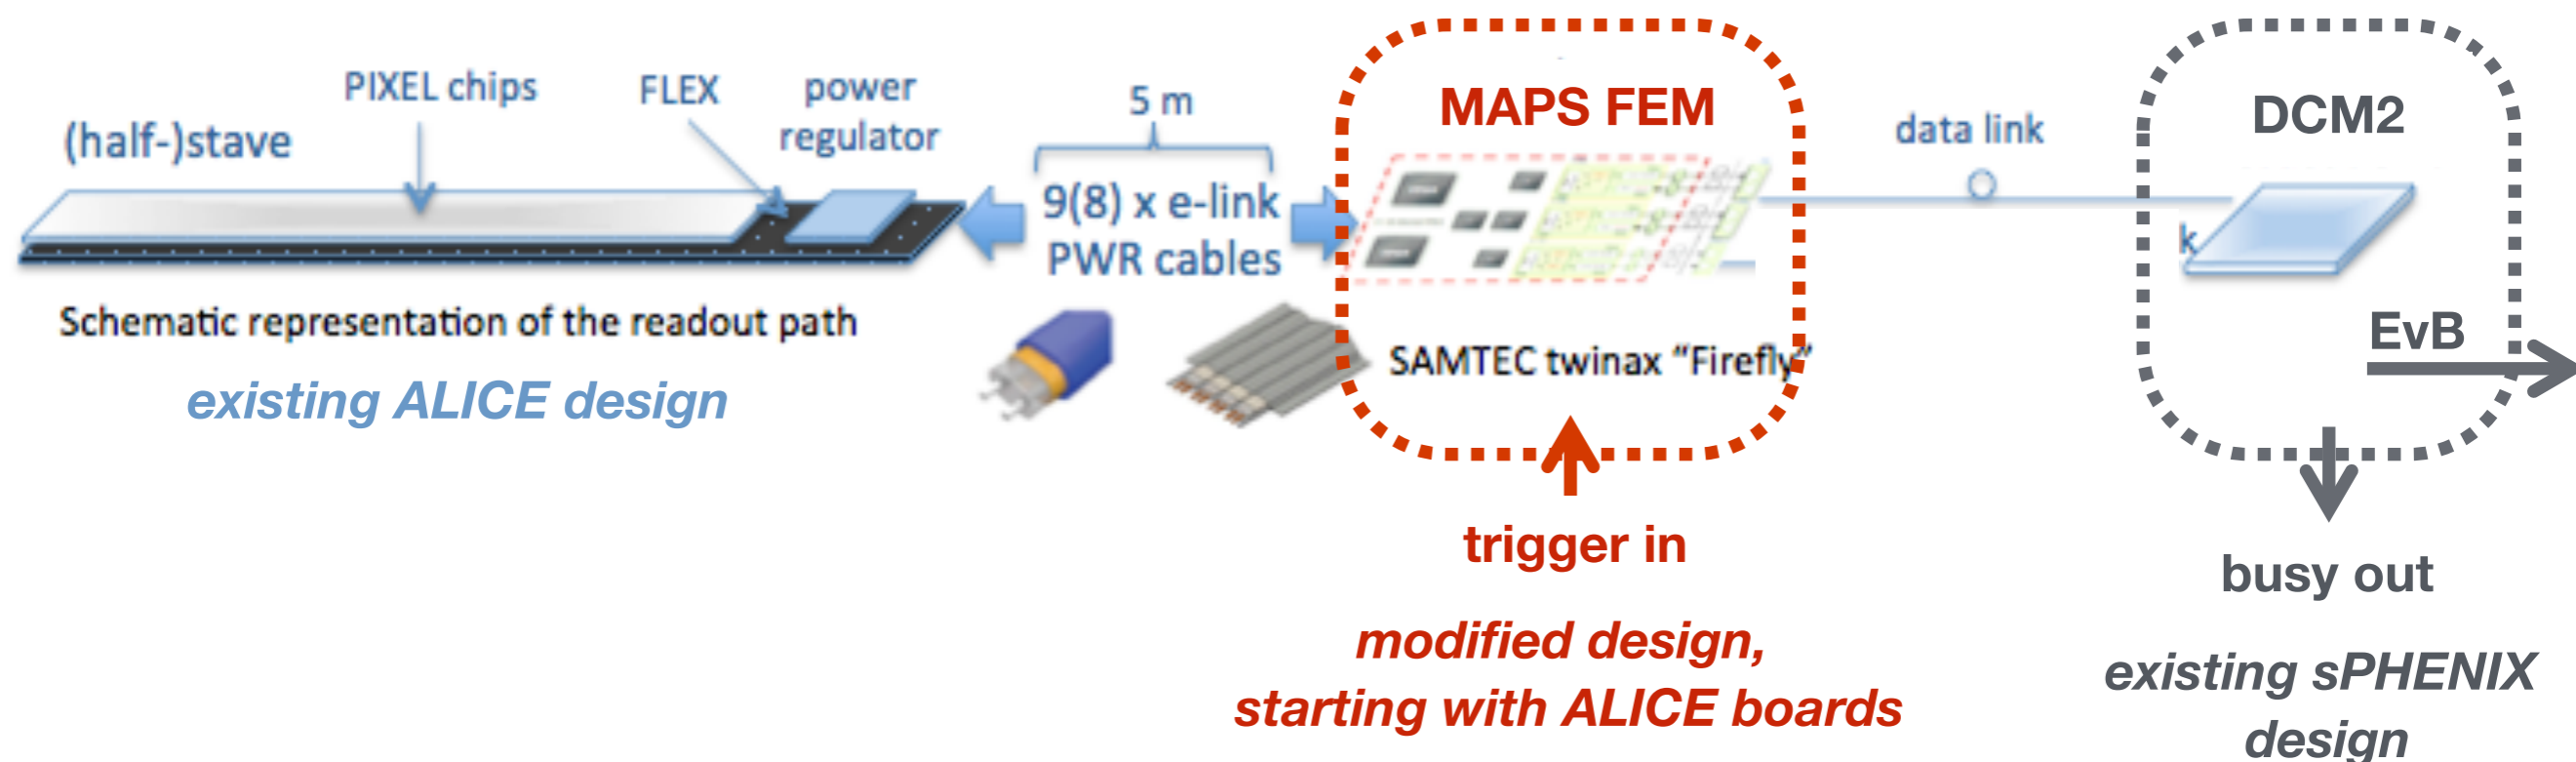 (half-)stave
PIXEL chips
FLEX
power
regulator
5 m
9(8) x e-link
PWR cables
Schematic representation of the readout path
existing ALICE design
MAPS FEM
SAMTEC twinax “Firefly”
trigger in
modified design,
starting with ALICE boards
data link
DCM2
k
EvB
busy out
existing sPHENIX
design